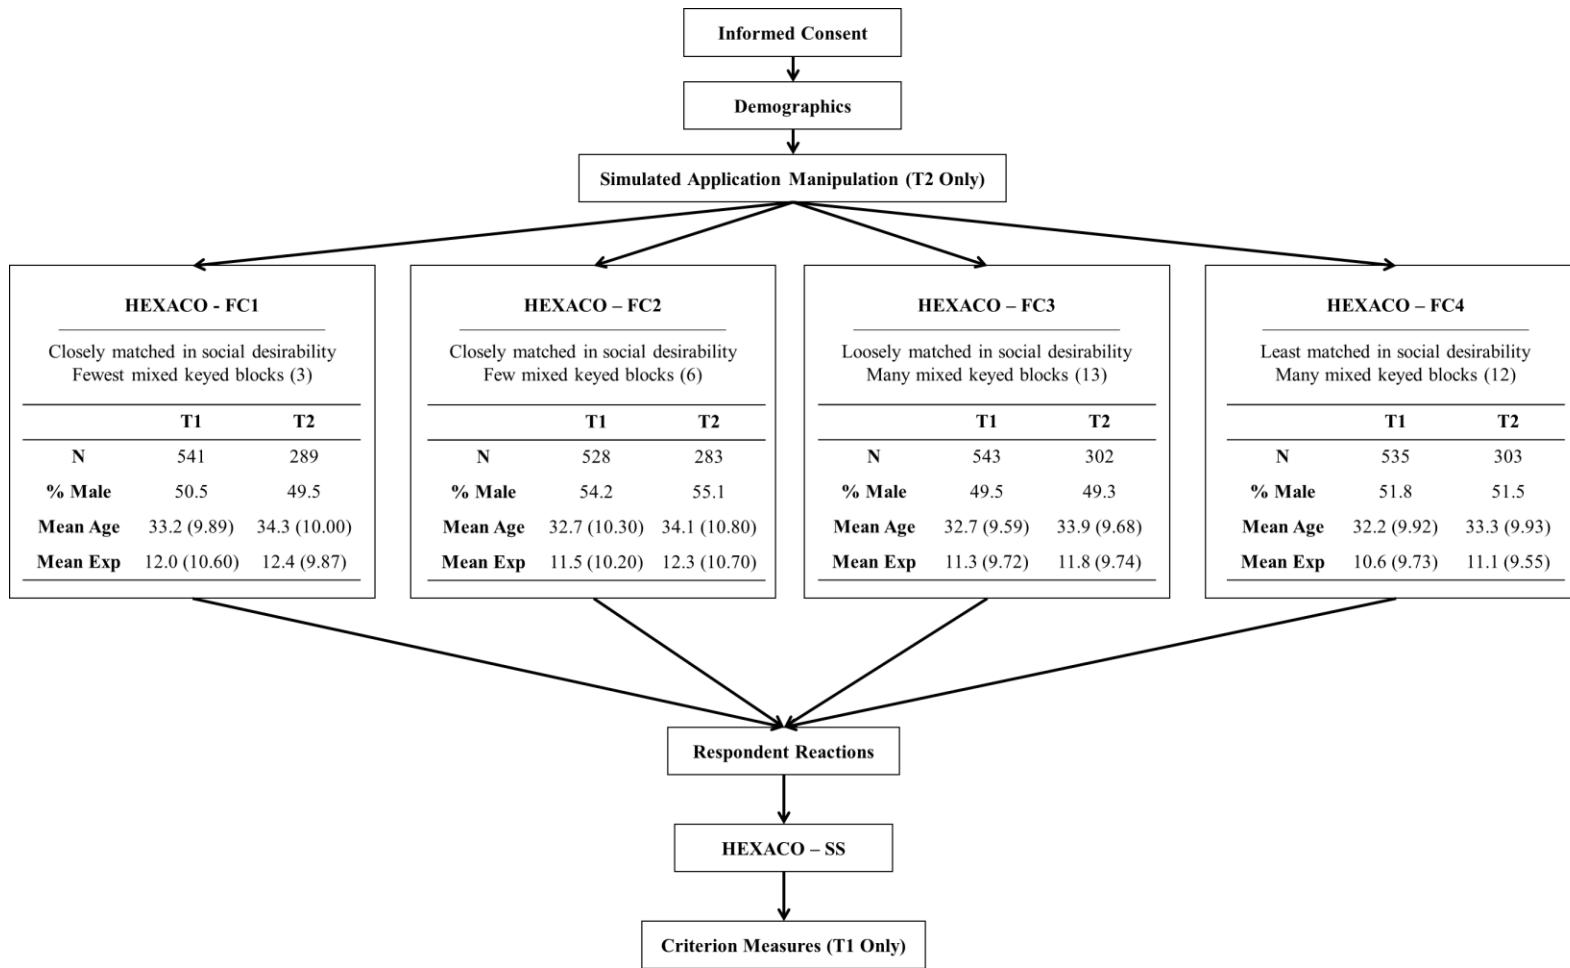 Informed Consent
Demographics
Simulated Application Manipulation (T2 Only)
HEXACO - FC1
Closely matched in social desirability
Fewest mixed keyed blocks (3)
T1 T2
N 541 289
% Male 50.5 49.5
Mean Age 33.2 (9.89) 34.3 (10.00)
Mean Exp 12.0 (10.60) 12.4 (9.87)
HEXACO – FC2
Closely matched in social desirability
Few mixed keyed blocks (6)
T1 T2
N 528 283
% Male 54.2 55.1
Mean Age 32.7 (10.30) 34.1 (10.80)
Mean Exp 11.5 (10.20) 12.3 (10.70)
HEXACO – FC3
Loosely matched in social desirability
Many mixed keyed blocks (13)
T1 T2
N 543 302
% Male 49.5 49.3
Mean Age 32.7 (9.59) 33.9 (9.68)
Mean Exp 11.3 (9.72) 11.8 (9.74)
HEXACO – FC4
Least matched in social desirability
Many mixed keyed blocks (12)
T1 T2
N 535 303
% Male 51.8 51.5
Mean Age 32.2 (9.92) 33.3 (9.93)
Mean Exp 10.6 (9.73) 11.1 (9.55)
Respondent Reactions
HEXACO – SS
Criterion Measures (T1 Only)